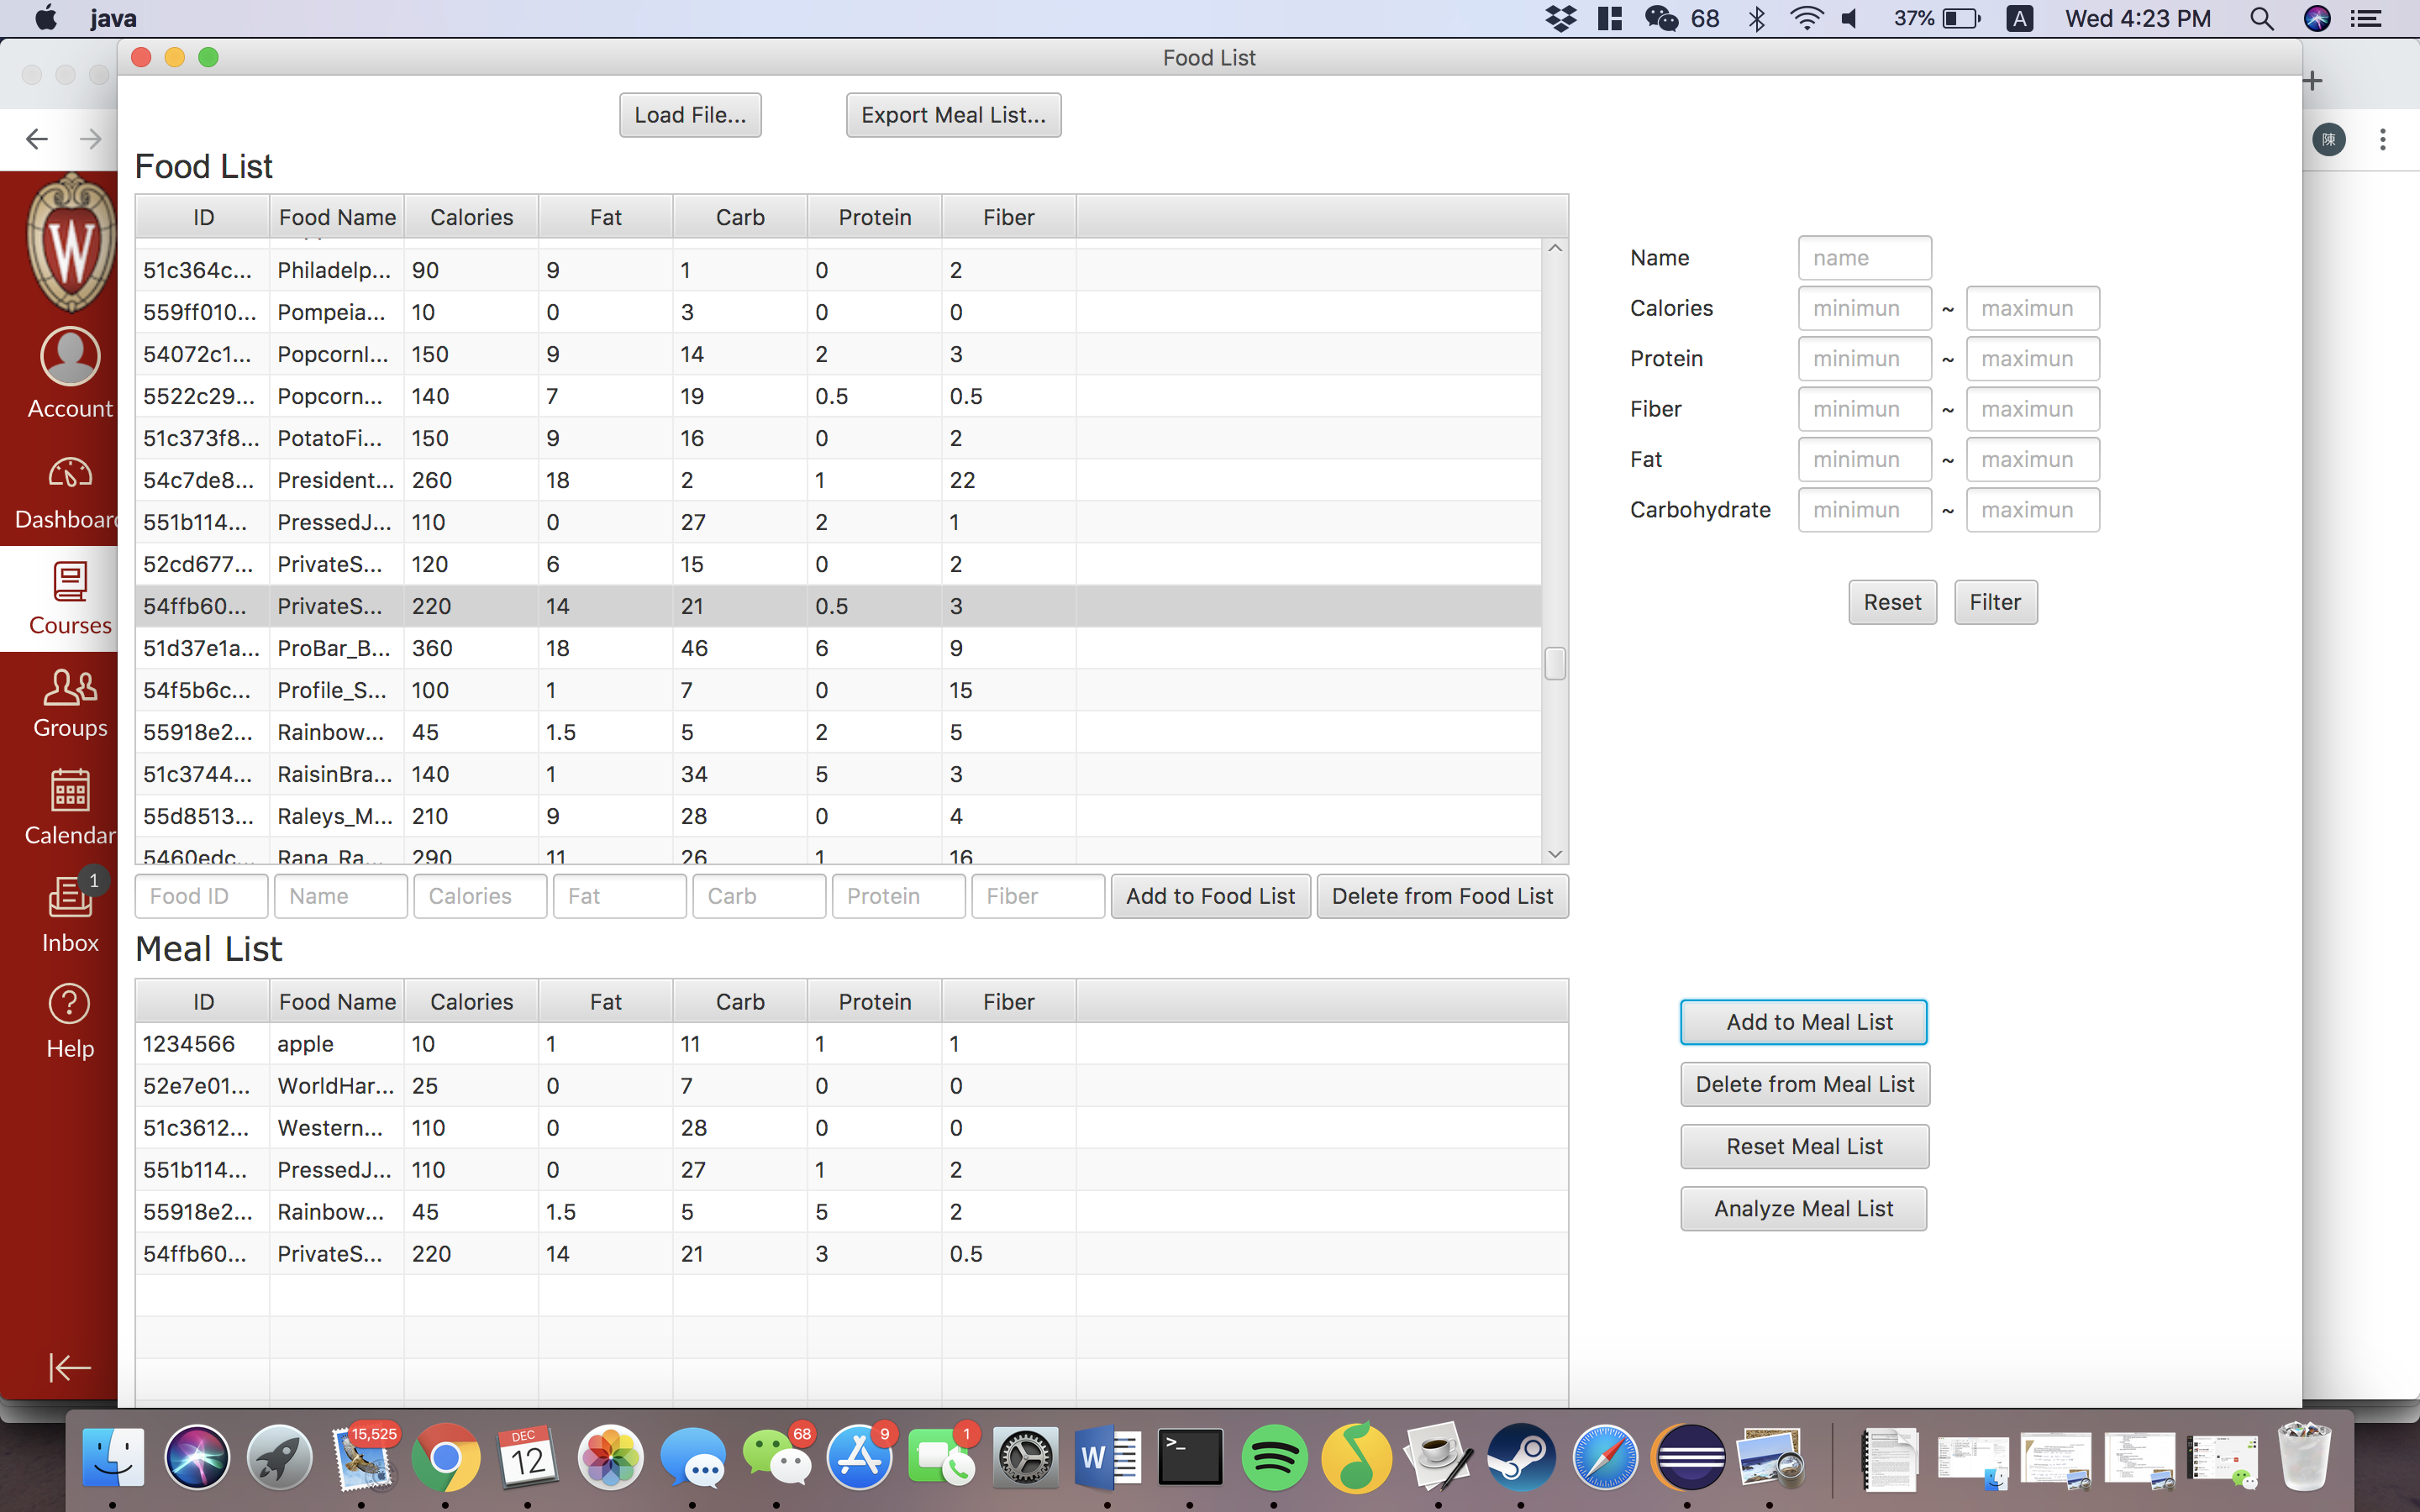 java 68 37% A Wed 4:23 PM
Food List
Load File... Export Meal List...
陳
Food List
ID Food Name Calories Fat Carb Protein Fiber
51c364c... Philadelp... 90 9 1 0 2
559ff010... Pompeia... 10 0 3 0 0
54072c1... PopcornI... 150 9 14 2 3
5522c29... Popcorn... 140 7 19 0.5 0.5
51c373f8... PotatoFi... 150 9 16 0 2
54c7de8... President... 260 18 2 1 22
551b114... PressedJ... 110 0 27 2 1
52cd677... PrivateS... 120 6 15 0 2
54ffb60... PrivateS... 220 14 21 0.5 3
51d37e1a... ProBar_B... 360 18 46 6 9
54f5b6c... Profile_S... 100 1 7 0 15
55918e2... Rainbow... 45 1.5 5 2 5
51c3744... RaisinBra... 140 1 34 5 3
55d8513... Raleys_M... 210 9 28 0 4
5460edc... Rana_Ra... 290 11 26 1 16
Food ID Name Calories Fat Carb Protein Fiber Add to Food List Delete from Food List
Name name
Calories minimun ~ maximun
Protein minimun ~ maximun
Fiber minimun ~ maximun
Fat minimun ~ maximun
Carbohydrate minimun ~ maximun
Reset Filter
Meal List
ID Food Name Calories Fat Carb Protein Fiber
1234566 apple 10 1 11 1 1
52e7e01... WorldHar... 25 0 7 0 0
51c3612... Western... 110 0 28 0 0
551b114... PressedJ... 110 0 27 1 2
55918e2... Rainbow... 45 1.5 5 5 2
54ffb60... PrivateS... 220 14 21 3 0.5
Add to Meal List
Delete from Meal List
Reset Meal List
Analyze Meal List
W
Account
Dashboard
Courses
Groups
Calendar
1
Inbox
Help
15,525
DEC
12
68
9
1
W
>_